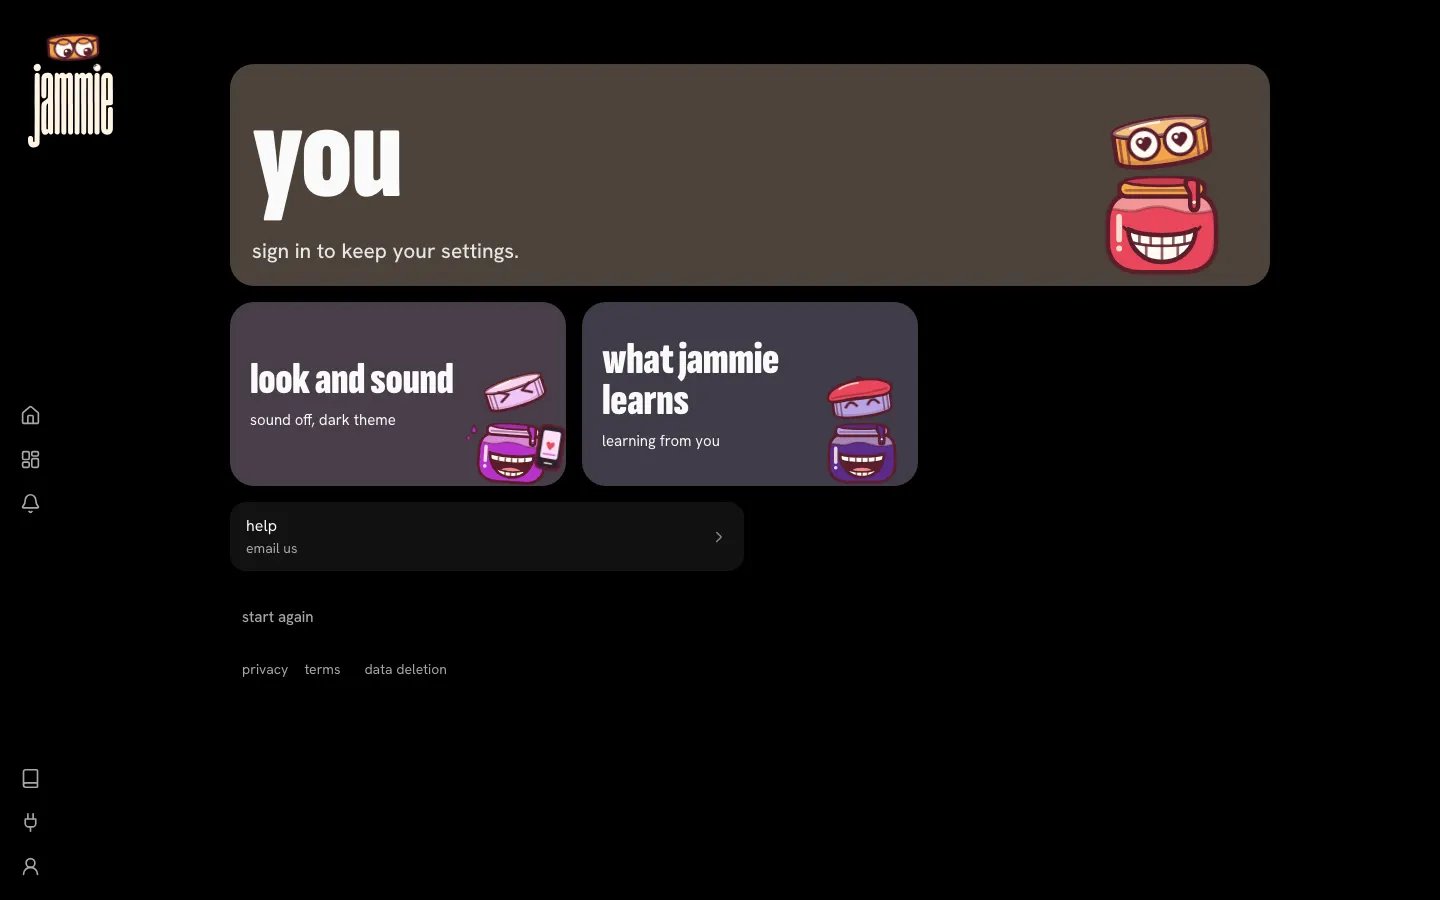 jammie
you
sign in to keep your settings.
look and sound
sound off, dark theme
what jammie
learns
learning from you
help
email us
start again
privacy terms data deletion